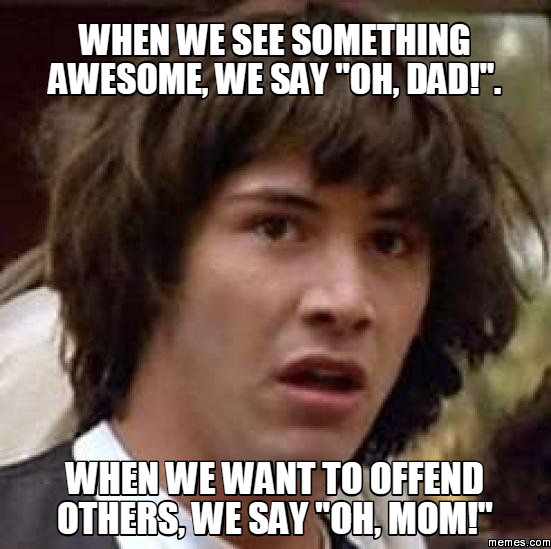 WHEN WE SEE SOMETHING
AWESOME, WE SAY "OH, DAD!".
WHEN WE WANT TO OFFEND
OTHERS, WE SAY "OH, MOM!"
memes.com